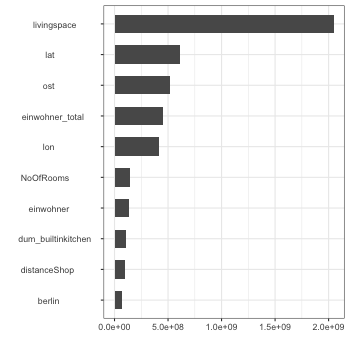 livingspace
lat
ost
einwohner_total
lon
NoOfRooms
einwohner
dum_builtinkitchen
distanceShop
berlin
0.0e+00 5.0e+08 1.0e+09 1.5e+09 2.0e+09